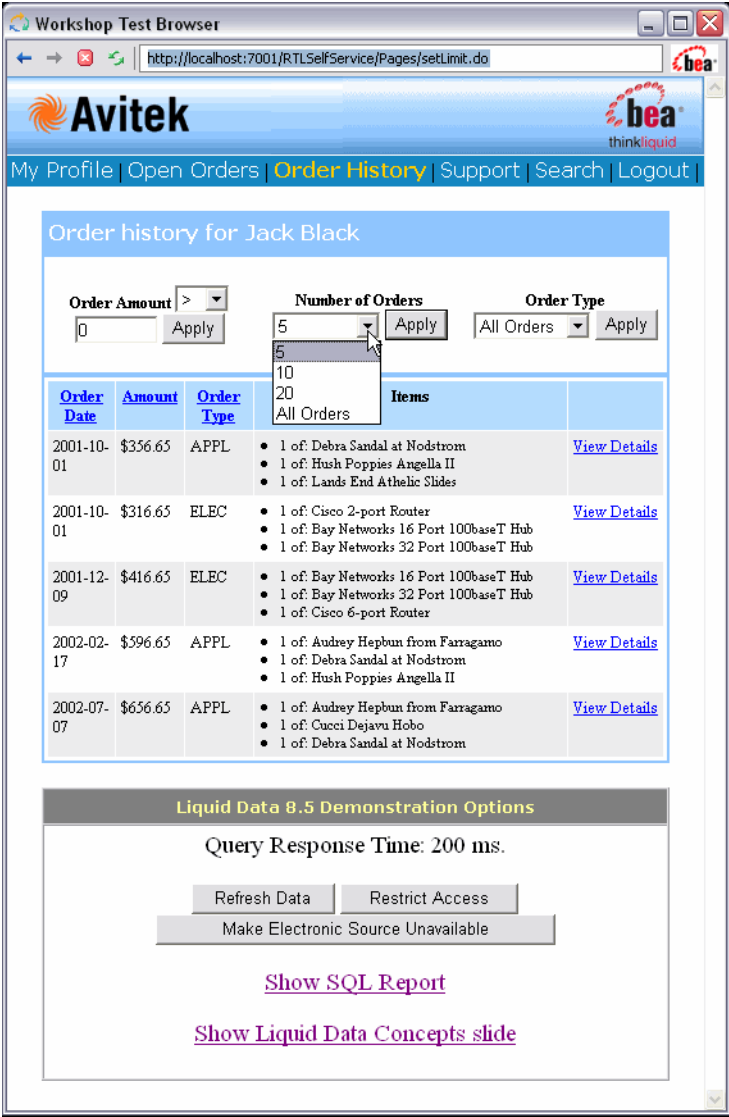 Workshop Test Browser
http://localhost:7001/RTLSelfService/Pages/setLimit.do
bea
Avitek
bea
thinkliquid
My Profile | Open Orders | Order History | Support | Search | Logout |
Order history for Jack Black
Order Amount >
0 Apply
Number of Orders
5 Apply
5
10
20
All Orders
Order Type
All Orders Apply
Order Date Amount Order Type Items
2001-10-01 $356.65 APPL
• 1 of: Debra Sandal at Nodstrom
• 1 of: Hush Poppies Angella II
• 1 of: Lands End Athelic Slides
View Details
2001-10-01 $316.65 ELEC
• 1 of: Cisco 2-port Router
• 1 of: Bay Networks 16 Port 100baseT Hub
• 1 of: Bay Networks 32 Port 100baseT Hub
View Details
2001-12-09 $416.65 ELEC
• 1 of: Bay Networks 16 Port 100baseT Hub
• 1 of: Bay Networks 32 Port 100baseT Hub
• 1 of: Cisco 6-port Router
View Details
2002-02-17 $596.65 APPL
• 1 of: Audrey Hepbun from Farragamo
• 1 of: Debra Sandal at Nodstrom
• 1 of: Hush Poppies Angella II
View Details
2002-07-07 $656.65 APPL
• 1 of: Audrey Hepbun from Farragamo
• 1 of: Cucci Dejavu Hobo
• 1 of: Debra Sandal at Nodstrom
View Details
Liquid Data 8.5 Demonstration Options
Query Response Time: 200 ms.
Refresh Data Restrict Access
Make Electronic Source Unavailable
Show SQL Report
Show Liquid Data Concepts slide